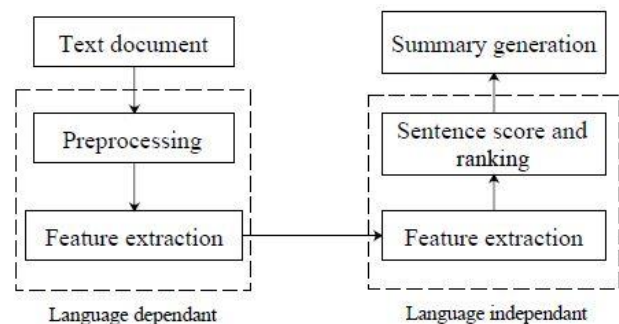 Text document
Preprocessing
Feature extraction
Language dependant
Summary generation
Sentence score and
ranking
Feature extraction
Language independant